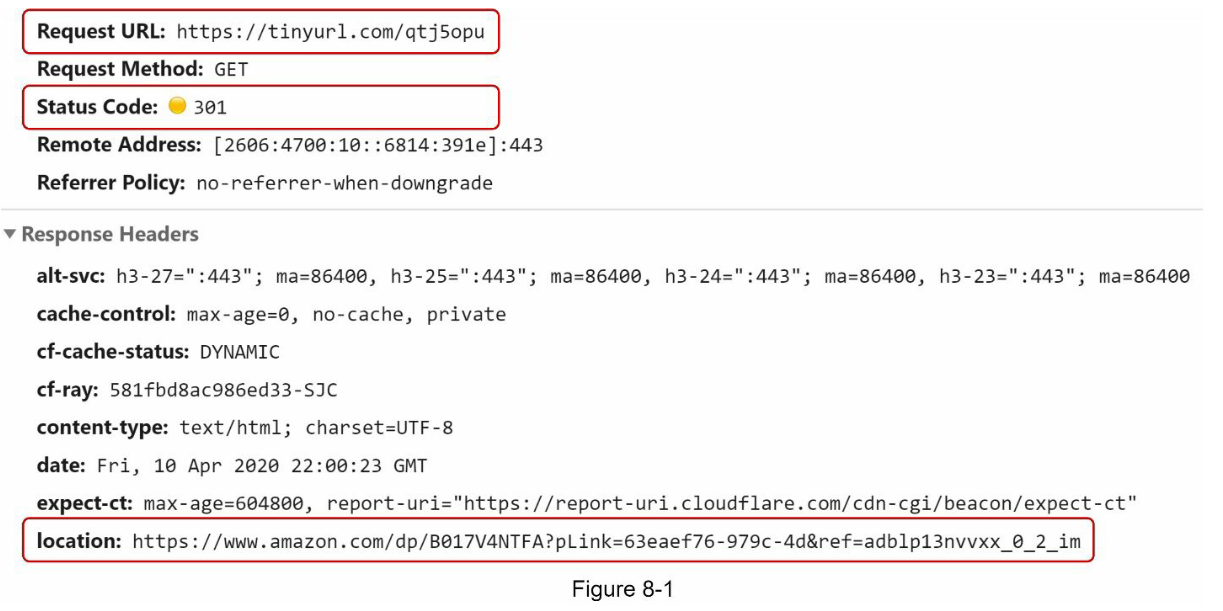 Request URL: https://tinyurl.com/qtj5opu
Request Method: GET
Status Code: 301
Remote Address: [2606:4700:10::6814:391e]:443
Referrer Policy: no-referrer-when-downgrade
Response Headers
alt-svc: h3-27=":443"; ma=86400, h3-25=":443"; ma=86400, h3-24=":443"; ma=86400, h3-23=":443"; ma=86400
cache-control: max-age=0, no-cache, private
cf-cache-status: DYNAMIC
cf-ray: 581fbd8ac986ed33-SJC
content-type: text/html; charset=UTF-8
date: Fri, 10 Apr 2020 22:00:23 GMT
expect-ct: max-age=604800, report-uri="https://report-uri.cloudflare.com/cdn-cgi/beacon/expect-ct"
location: https://www.amazon.com/dp/B017V4NTFA?pLink=63eaef76-979c-4d&ref=adblp13nvvxx_0_2_im
Figure 8-1